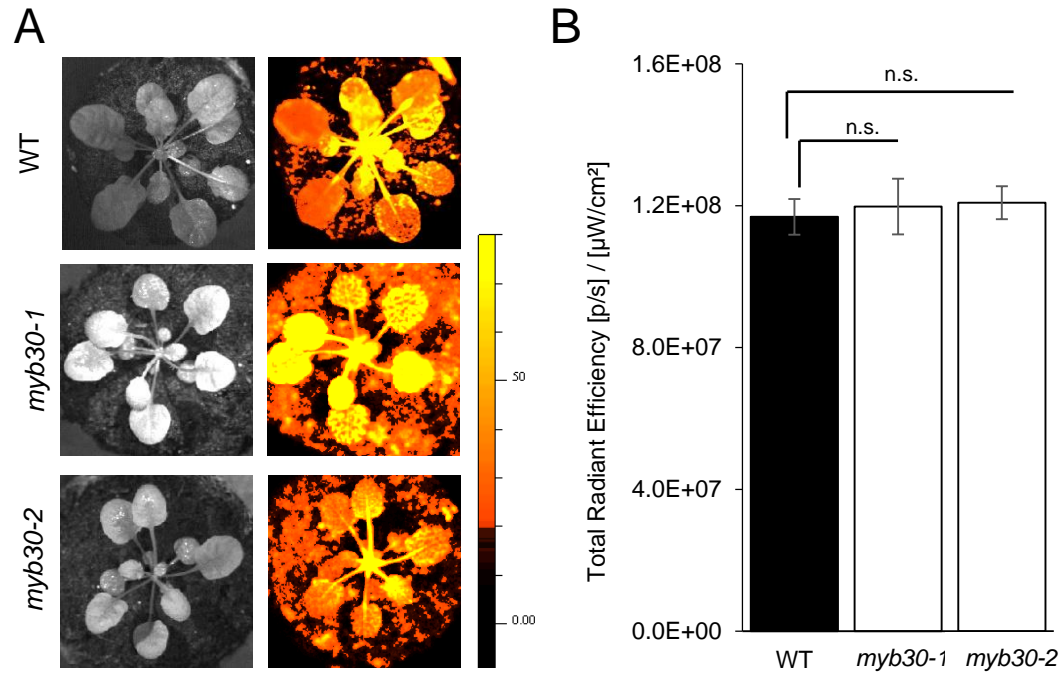 A
WT
myb30-1
myb30-2
.50
0.00
B
Total Radiant Efficiency [p/s] / [µW/cm²]
1.6E+08
1.2E+08
8.0E+07
4.0E+07
0.0E+00
n.s.
n.s.
WT
myb30-1
myb30-2